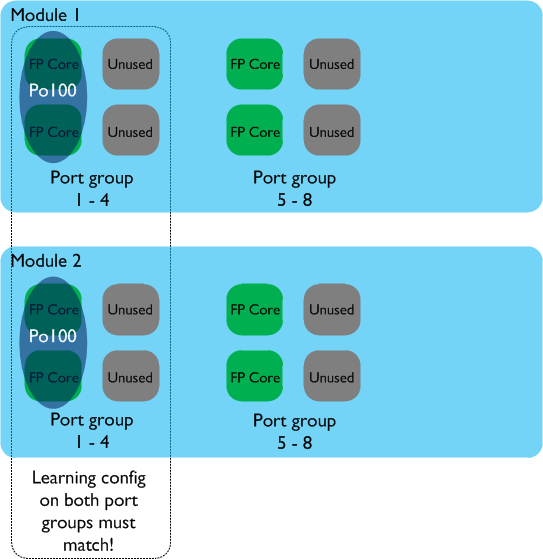 Module 1
FP Core
Unused
FP Core
Unused
Po100
FP Core
Unused
FP Core
Unused
Port group
1 - 4
Port group
5 - 8
Module 2
FP Core
Unused
FP Core
Unused
Po100
FP Core
Unused
FP Core
Unused
Port group
1 - 4
Port group
5 - 8
Learning config
on both port
groups must
match!